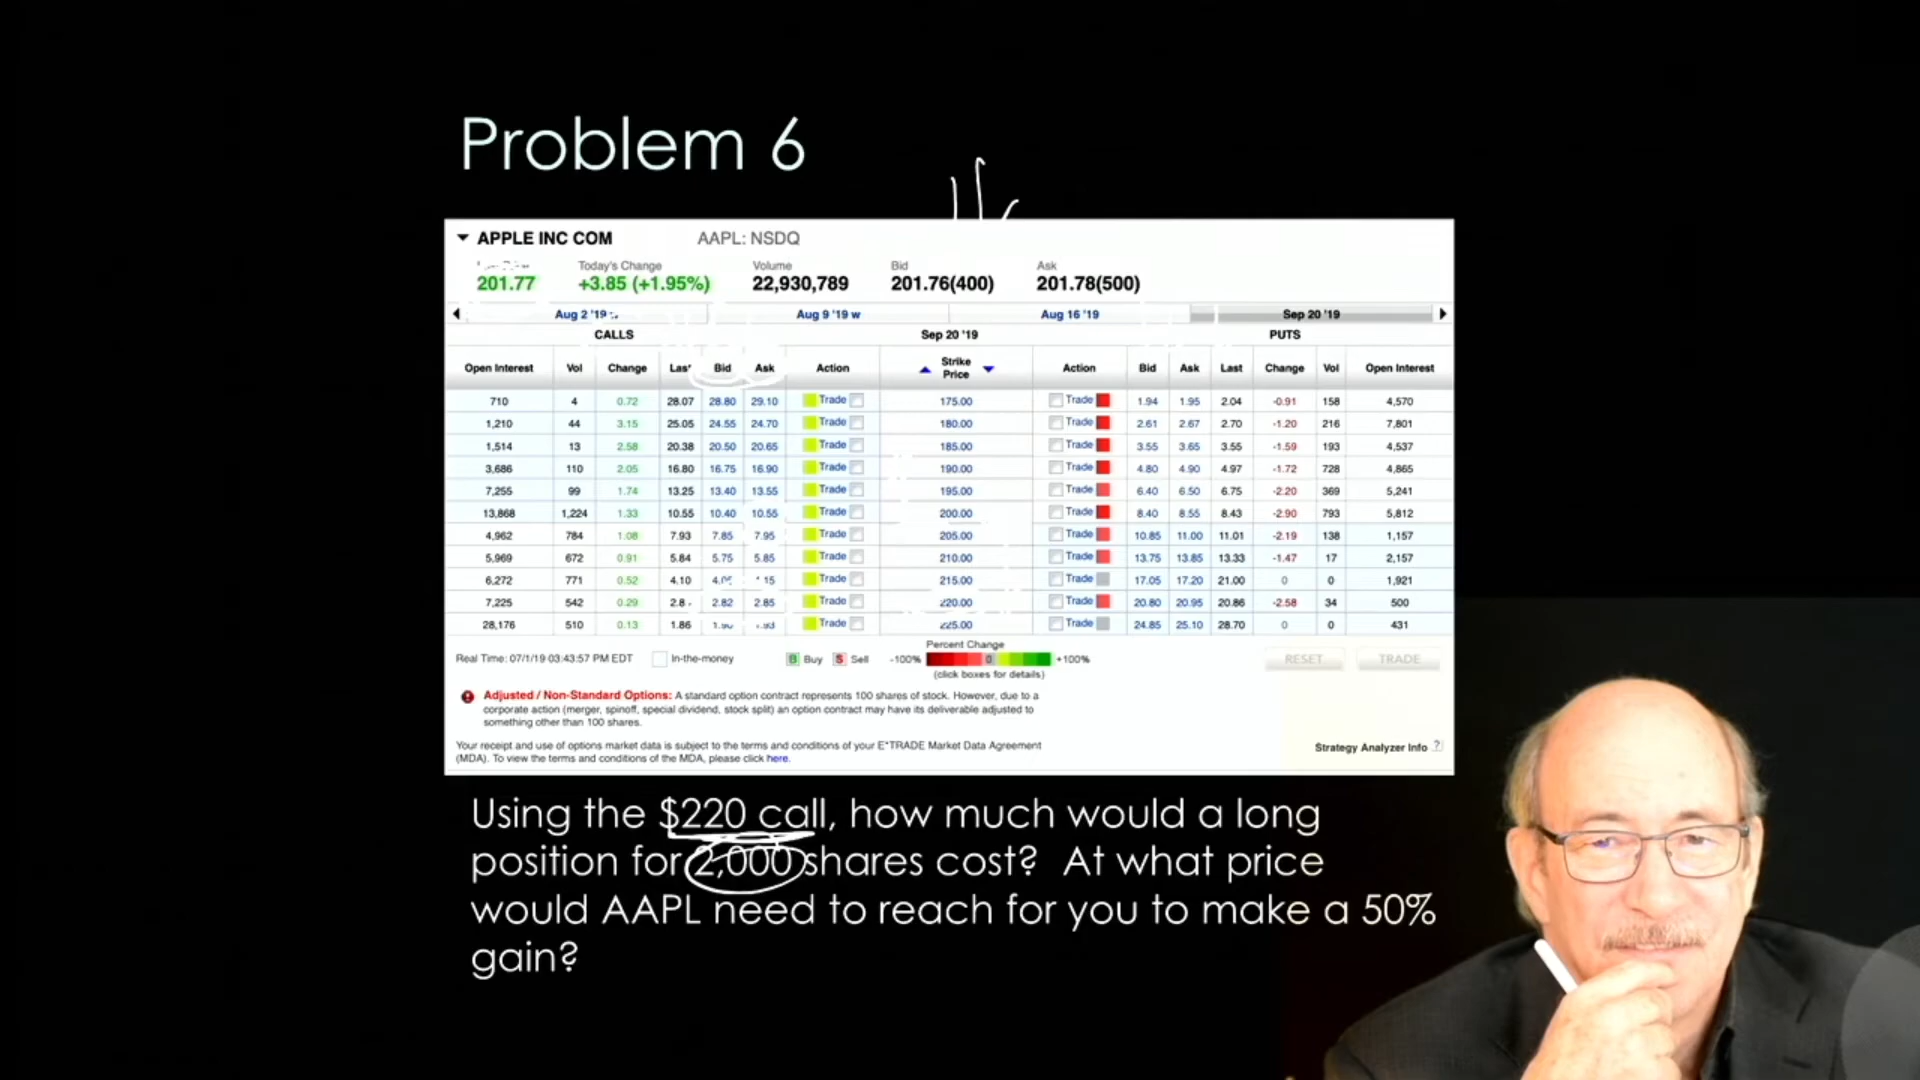 Problem 6
APPLE INC COM AAPL: NSDQ
Today's Change Volume Bid Ask
201.77 +3.85 (+1.95%) 22,930,789 201.76(400) 201.78(500)
Aug 2 '19 Aug 9 '19 w Aug 16 '19 Sep 20 '19
CALLS Sep 20 '19 PUTS
Open Interest Vol Change Last Bid Ask Action Strike Price Action Bid Ask Last Change Vol Open Interest
710 4 0.72 28.07 28.80 29.10 Trade 175.00 Trade 1.94 1.95 2.04 -0.91 158 4,570
1,210 44 3.15 25.05 24.55 24.70 Trade 180.00 Trade 2.61 2.67 2.70 -1.20 216 7,801
1,514 13 2.58 20.38 20.50 20.65 Trade 185.00 Trade 3.55 3.65 3.55 -1.59 193 4,537
3,686 110 2.05 16.80 16.75 16.90 Trade 190.00 Trade 4.80 4.90 4.97 -1.72 728 4,865
7,255 99 1.74 13.25 13.40 13.55 Trade 195.00 Trade 6.40 6.50 6.75 -2.20 369 5,241
13,868 1,224 1.33 10.55 10.40 10.55 Trade 200.00 Trade 8.40 8.55 8.43 -2.90 793 5,812
4,962 784 1.08 7.93 7.85 7.95 Trade 205.00 Trade 10.85 11.00 11.01 -2.19 138 1,157
5,969 672 0.91 5.84 5.75 5.85 Trade 210.00 Trade 13.75 13.85 13.33 -1.47 17 2,157
6,272 771 0.52 4.10 Trade 215.00 Trade 17.05 17.20 21.00 0 0 1,921
7,225 542 0.29 2.82 2.85 Trade 220.00 Trade 20.80 20.95 20.86 -2.58 34 500
28,176 510 0.13 1.86 Trade 225.00 Trade 24.85 25.10 28.70 0 0 431
Percent Change
Real Time: 07/1/19 03:43:57 PM EDT In-the-money B Buy S Sell -100% 0 +100% RESET TRADE
(click boxes for details)
Adjusted / Non-Standard Options: A standard option contract represents 100 shares of stock. However, due to a
corporate action (merger, spinoff, special dividend, stock split) an option contract may have its deliverable adjusted to
something other than 100 shares.
Your receipt and use of options market data is subject to the terms and conditions of your E*TRADE Market Data Agreement
(MDA). To view the terms and conditions of the MDA, please click here.
Strategy Analyzer Info ?
Using the $220 call, how much would a long
position for 2,000 shares cost? At what price
would AAPL need to reach for you to make a 50%
gain?